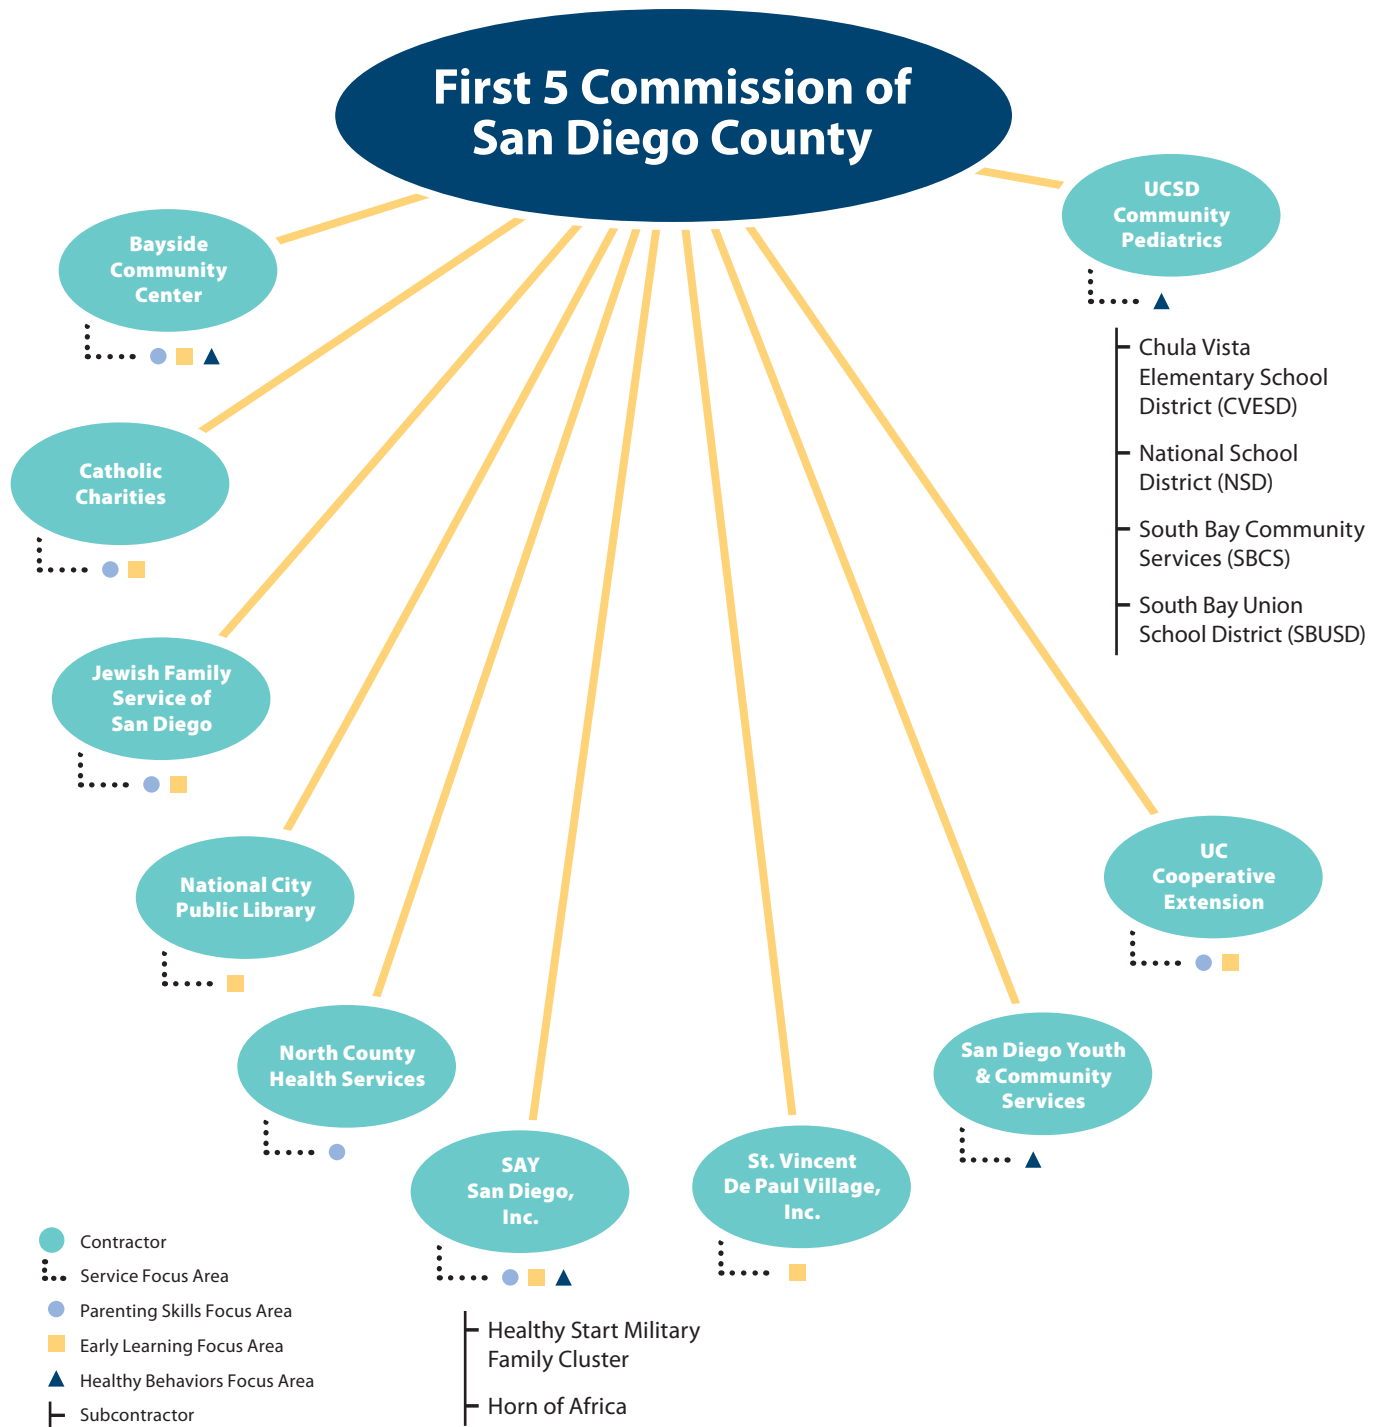 First 5 Commission of
San Diego County
UCSD
Community
Pediatrics
Chula Vista
Elementary School
District (CVESD)
National School
District (NSD)
South Bay Community
Services (SBCS)
South Bay Union
School District (SBUSD)
Bayside
Community
Center
Catholic
Charities
Jewish Family
Service of
San Diego
National City
Public Library
North County
Health Services
SAY
San Diego,
Inc.
Healthy Start Military
Family Cluster
Horn of Africa
St. Vincent
De Paul Village,
Inc.
San Diego Youth
& Community
Services
UC
Cooperative
Extension
Contractor
Service Focus Area
Parenting Skills Focus Area
Early Learning Focus Area
Healthy Behaviors Focus Area
Subcontractor